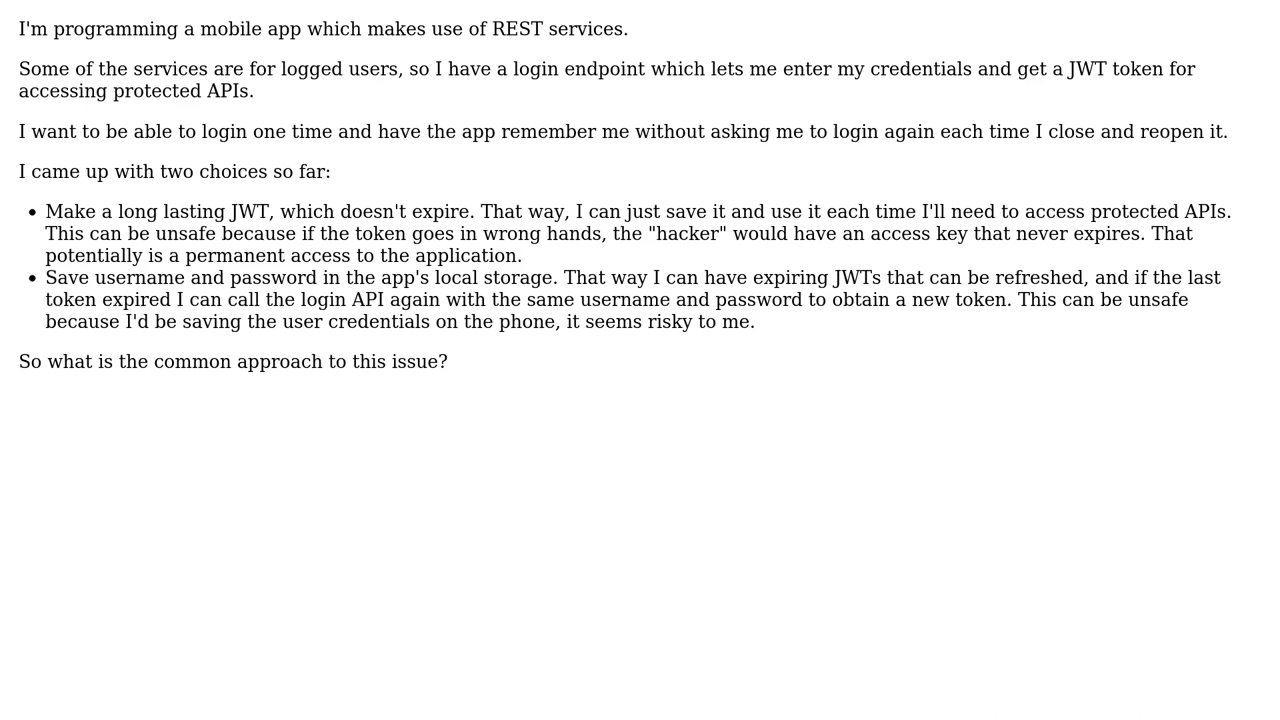 I'm programming a mobile app which makes use of REST services.
Some of the services are for logged users, so I have a login endpoint which lets me enter my credentials and get a JWT token for
accessing protected APIs.
I want to be able to login one time and have the app remember me without asking me to login again each time I close and reopen it.
I came up with two choices so far:
• Make a long lasting JWT, which doesn't expire. That way, I can just save it and use it each time I'll need to access protected APIs.
This can be unsafe because if the token goes in wrong hands, the "hacker" would have an access key that never expires. That
potentially is a permanent access to the application.
• Save username and password in the app's local storage. That way I can have expiring JWTs that can be refreshed, and if the last
token expired I can call the login API again with the same username and password to obtain a new token. This can be unsafe
because I'd be saving the user credentials on the phone, it seems risky to me.
So what is the common approach to this issue?